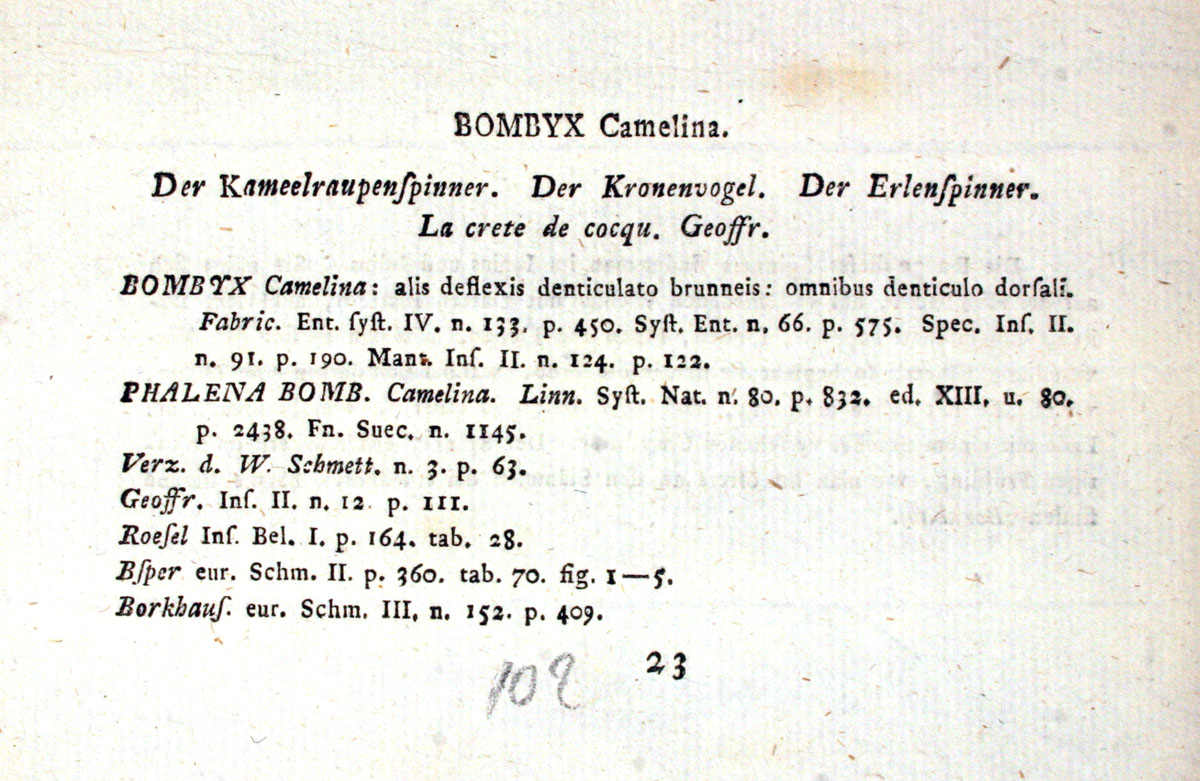 BOMBYX Camelina.
Der Kameelraupenſpinner. Der Kronenvogel. Der Erlenſpinner.
La crete de cocqu. Geoffr.
BOMBYX Camelina: alis deflexis denticulato brunneis: omnibus denticulo dorſali.
Fabric. Ent. ſyſt. IV. n. 133. p. 450. Syſt. Ent. n. 66. p. 575. Spec. Inſ. II.
n. 91. p. 190. Mant. Inſ. II. n. 124. p. 122.
PHALENA BOMB. Camelina. Linn. Syſt. Nat. n. 80. p. 832. ed. XIII. u. 80.
p. 2438. Fn. Suec. n. 1145.
Verz. d. W. Schmett. n. 3. p. 63.
Geoffr. Inſ. II. n. 12 p. 111.
Roeſel Inſ. Bel. I. p. 164. tab. 28.
Bſper eur. Schm. II. p. 360. tab. 70. fig. 1—5.
Borkhauſ. eur. Schm. III. n. 152. p. 409.
23
102